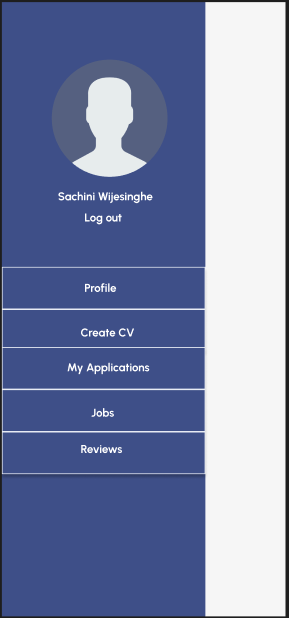 Sachini Wijesinghe
Log out
Profile
Create CV
My Applications
Jobs
Reviews